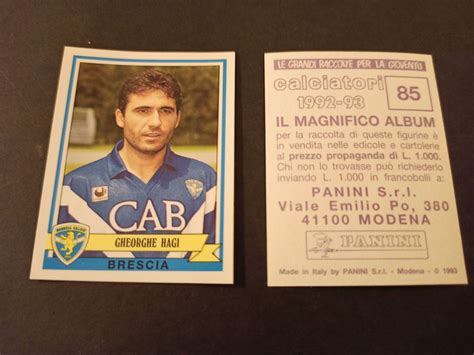 CAB
GHEORGHE HAGI
BRESCIA
LE GRANDI RACCOLTE PER LA GIOVENTÙ
calciatori
1992-93
85
IL MAGNIFICO ALBUM
per la raccolta di queste figurine è
in vendita nelle edicole e cartolerie
al prezzo propaganda di L. 1.000.
Chi non lo trovasse può richiederlo
inviando L. 1.000 in francobolli a:
PANINI S.r.l.
Viale Emilio Po, 380
41100 MODENA
PANINI
Made in Italy by PANINI S.r.l. - Modena - © 1993